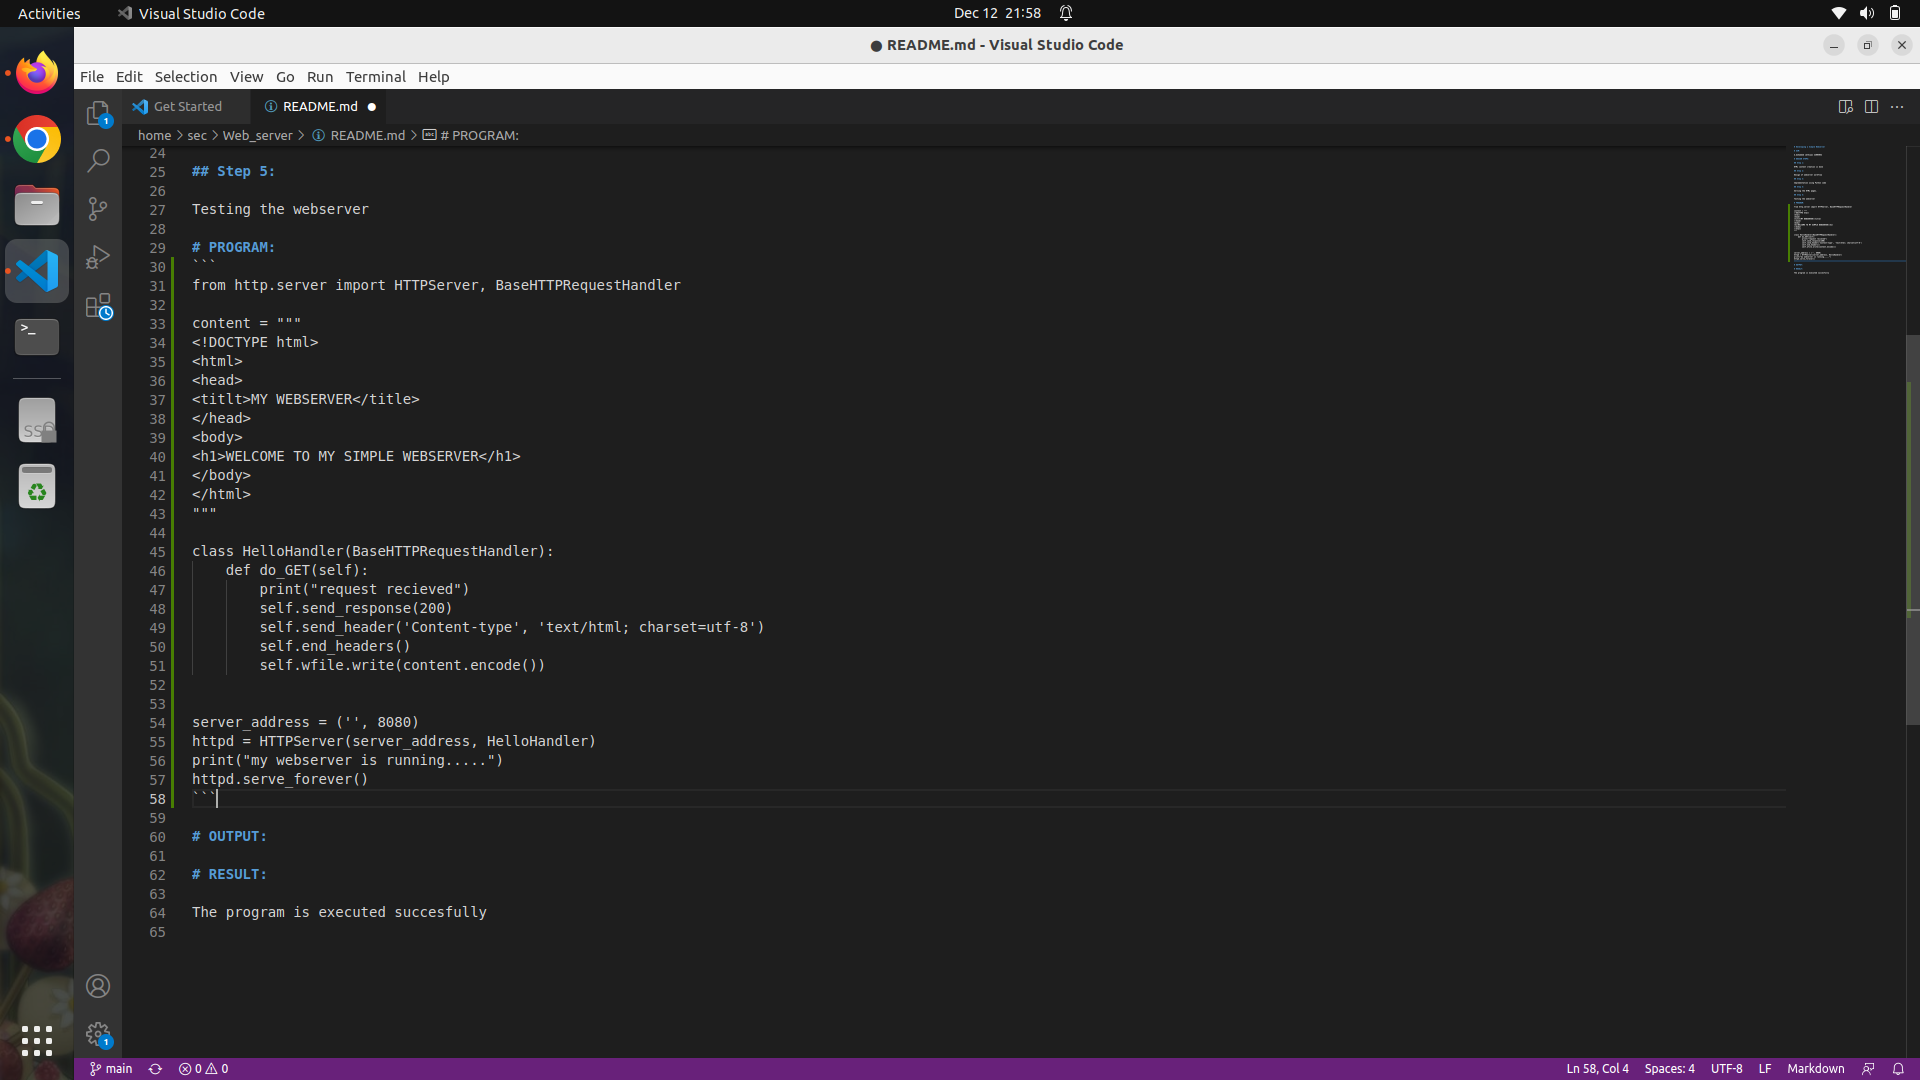 Activities
Visual Studio Code
Dec 12 21:58
● README.md - Visual Studio Code
File Edit Selection View Go Run Terminal Help
Get Started
README.md
home > sec > Web_server > README.md > # PROGRAM:
24
25 ## Step 5:
26
27 Testing the webserver
28
29 # PROGRAM:
30 ```
31 from http.server import HTTPServer, BaseHTTPRequestHandler
32
33 content = """
34 <!DOCTYPE html>
35 <html>
36 <head>
37 <titlt>MY WEBSERVER</title>
38 </head>
39 <body>
40 <h1>WELCOME TO MY SIMPLE WEBSERVER</h1>
41 </body>
42 </html>
43 """
44
45 class HelloHandler(BaseHTTPRequestHandler):
46 def do_GET(self):
47 print("request recieved")
48 self.send_response(200)
49 self.send_header('Content-type', 'text/html; charset=utf-8')
50 self.end_headers()
51 self.wfile.write(content.encode())
52
53
54 server_address = ('', 8080)
55 httpd = HTTPServer(server_address, HelloHandler)
56 print("my webserver is running.....")
57 httpd.serve_forever()
58 ```
59
60 # OUTPUT:
61
62 # RESULT:
63
64 The program is executed succesfully
65
1
1
SSD
>_
main
0 0
Ln 58, Col 4
Spaces: 4
UTF-8
LF
Markdown